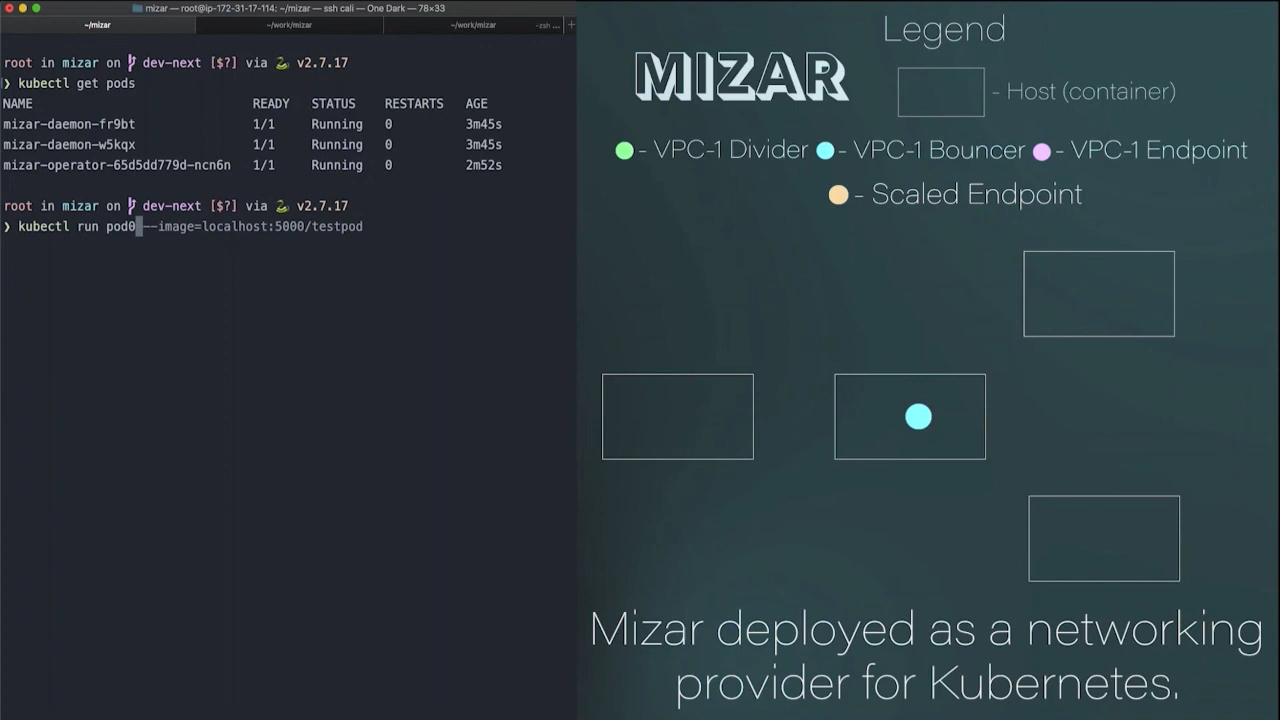 mizar — root@ip-172-31-17-114: ~/mizar — ssh cali — One Dark — 78×33
~/mizar
~/work/mizar
~/work/mizar
-zsh ...
+
root in mizar on dev-next [$?] via v2.7.17
❯ kubectl get pods
NAME READY STATUS RESTARTS AGE
mizar-daemon-fr9bt 1/1 Running 0 3m45s
mizar-daemon-w5kqx 1/1 Running 0 3m45s
mizar-operator-65d5dd779d-ncn6n 1/1 Running 0 2m52s
root in mizar on dev-next [$?] via v2.7.17
❯ kubectl run pod0 --image=localhost:5000/testpod
Legend
MIZAR
- Host (container)
- VPC-1 Divider
- VPC-1 Bouncer
- VPC-1 Endpoint
- Scaled Endpoint
Mizar deployed as a networking
provider for Kubernetes.